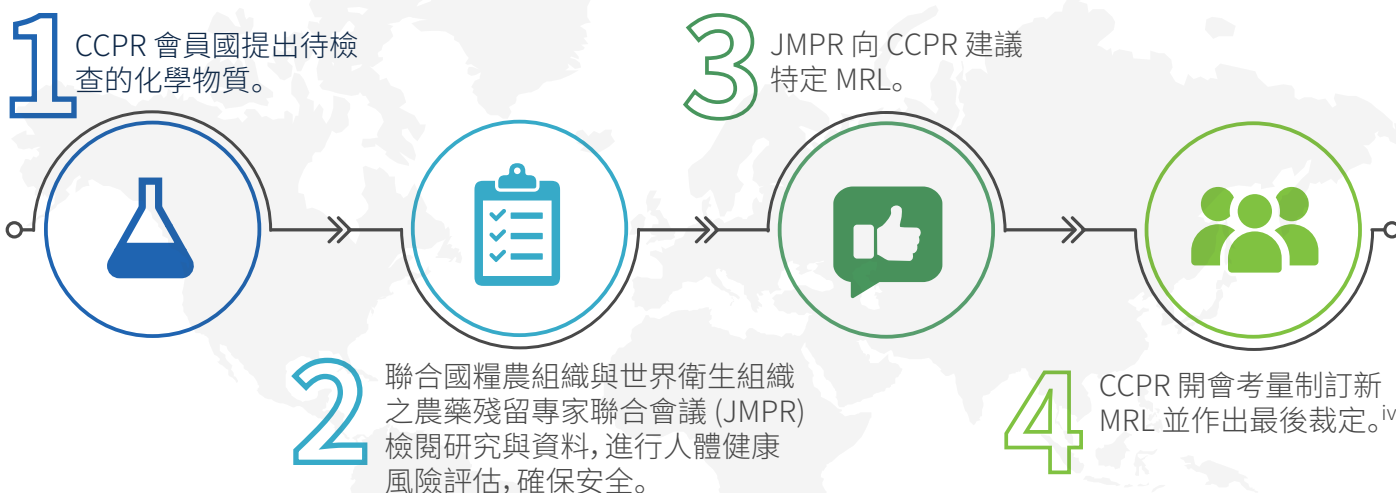 1
CCPR 會員國提出待檢
查的化學物質。
2
聯合國糧農組織與世界衛生組織
之農藥殘留專家聯合會議 (JMPR)
檢閱研究與資料，進行人體健康
風險評估，確保安全。
3
JMPR 向 CCPR 建議
特定 MRL。
4
CCPR 開會考量制訂新
MRL 並作出最後裁定。iv